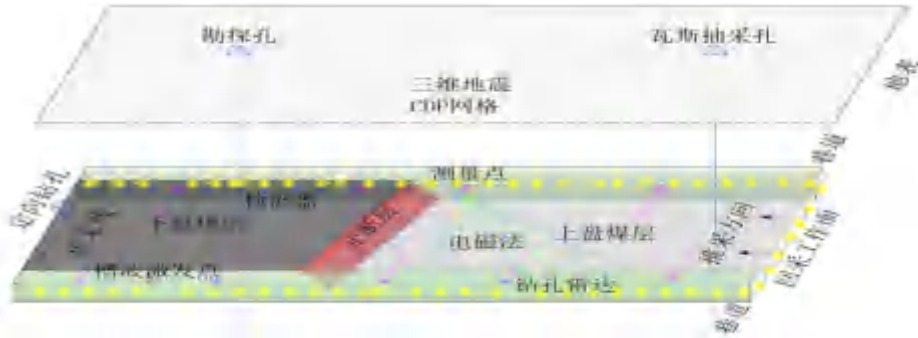 勘探孔
瓦斯抽采孔
三维地震
CDP网格
地表
巷道
定向钻孔
测量点
下盘煤层
正断层
电磁法
上盘煤层
推采方向
回采工作面
槽波激发点
钻孔雷达
巷道